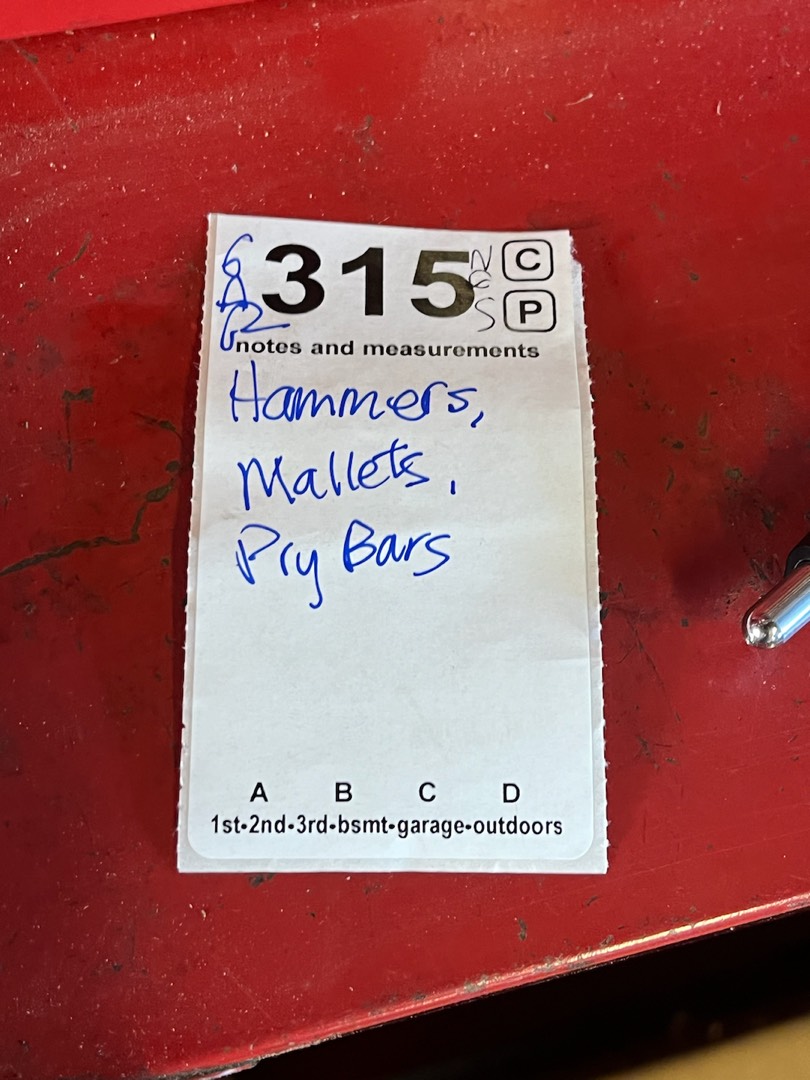 315
C
P
notes and measurements
Hammers,
Mallets,
Pry Bars
A B C D
1st-2nd-3rd-bsmt-garage-outdoors